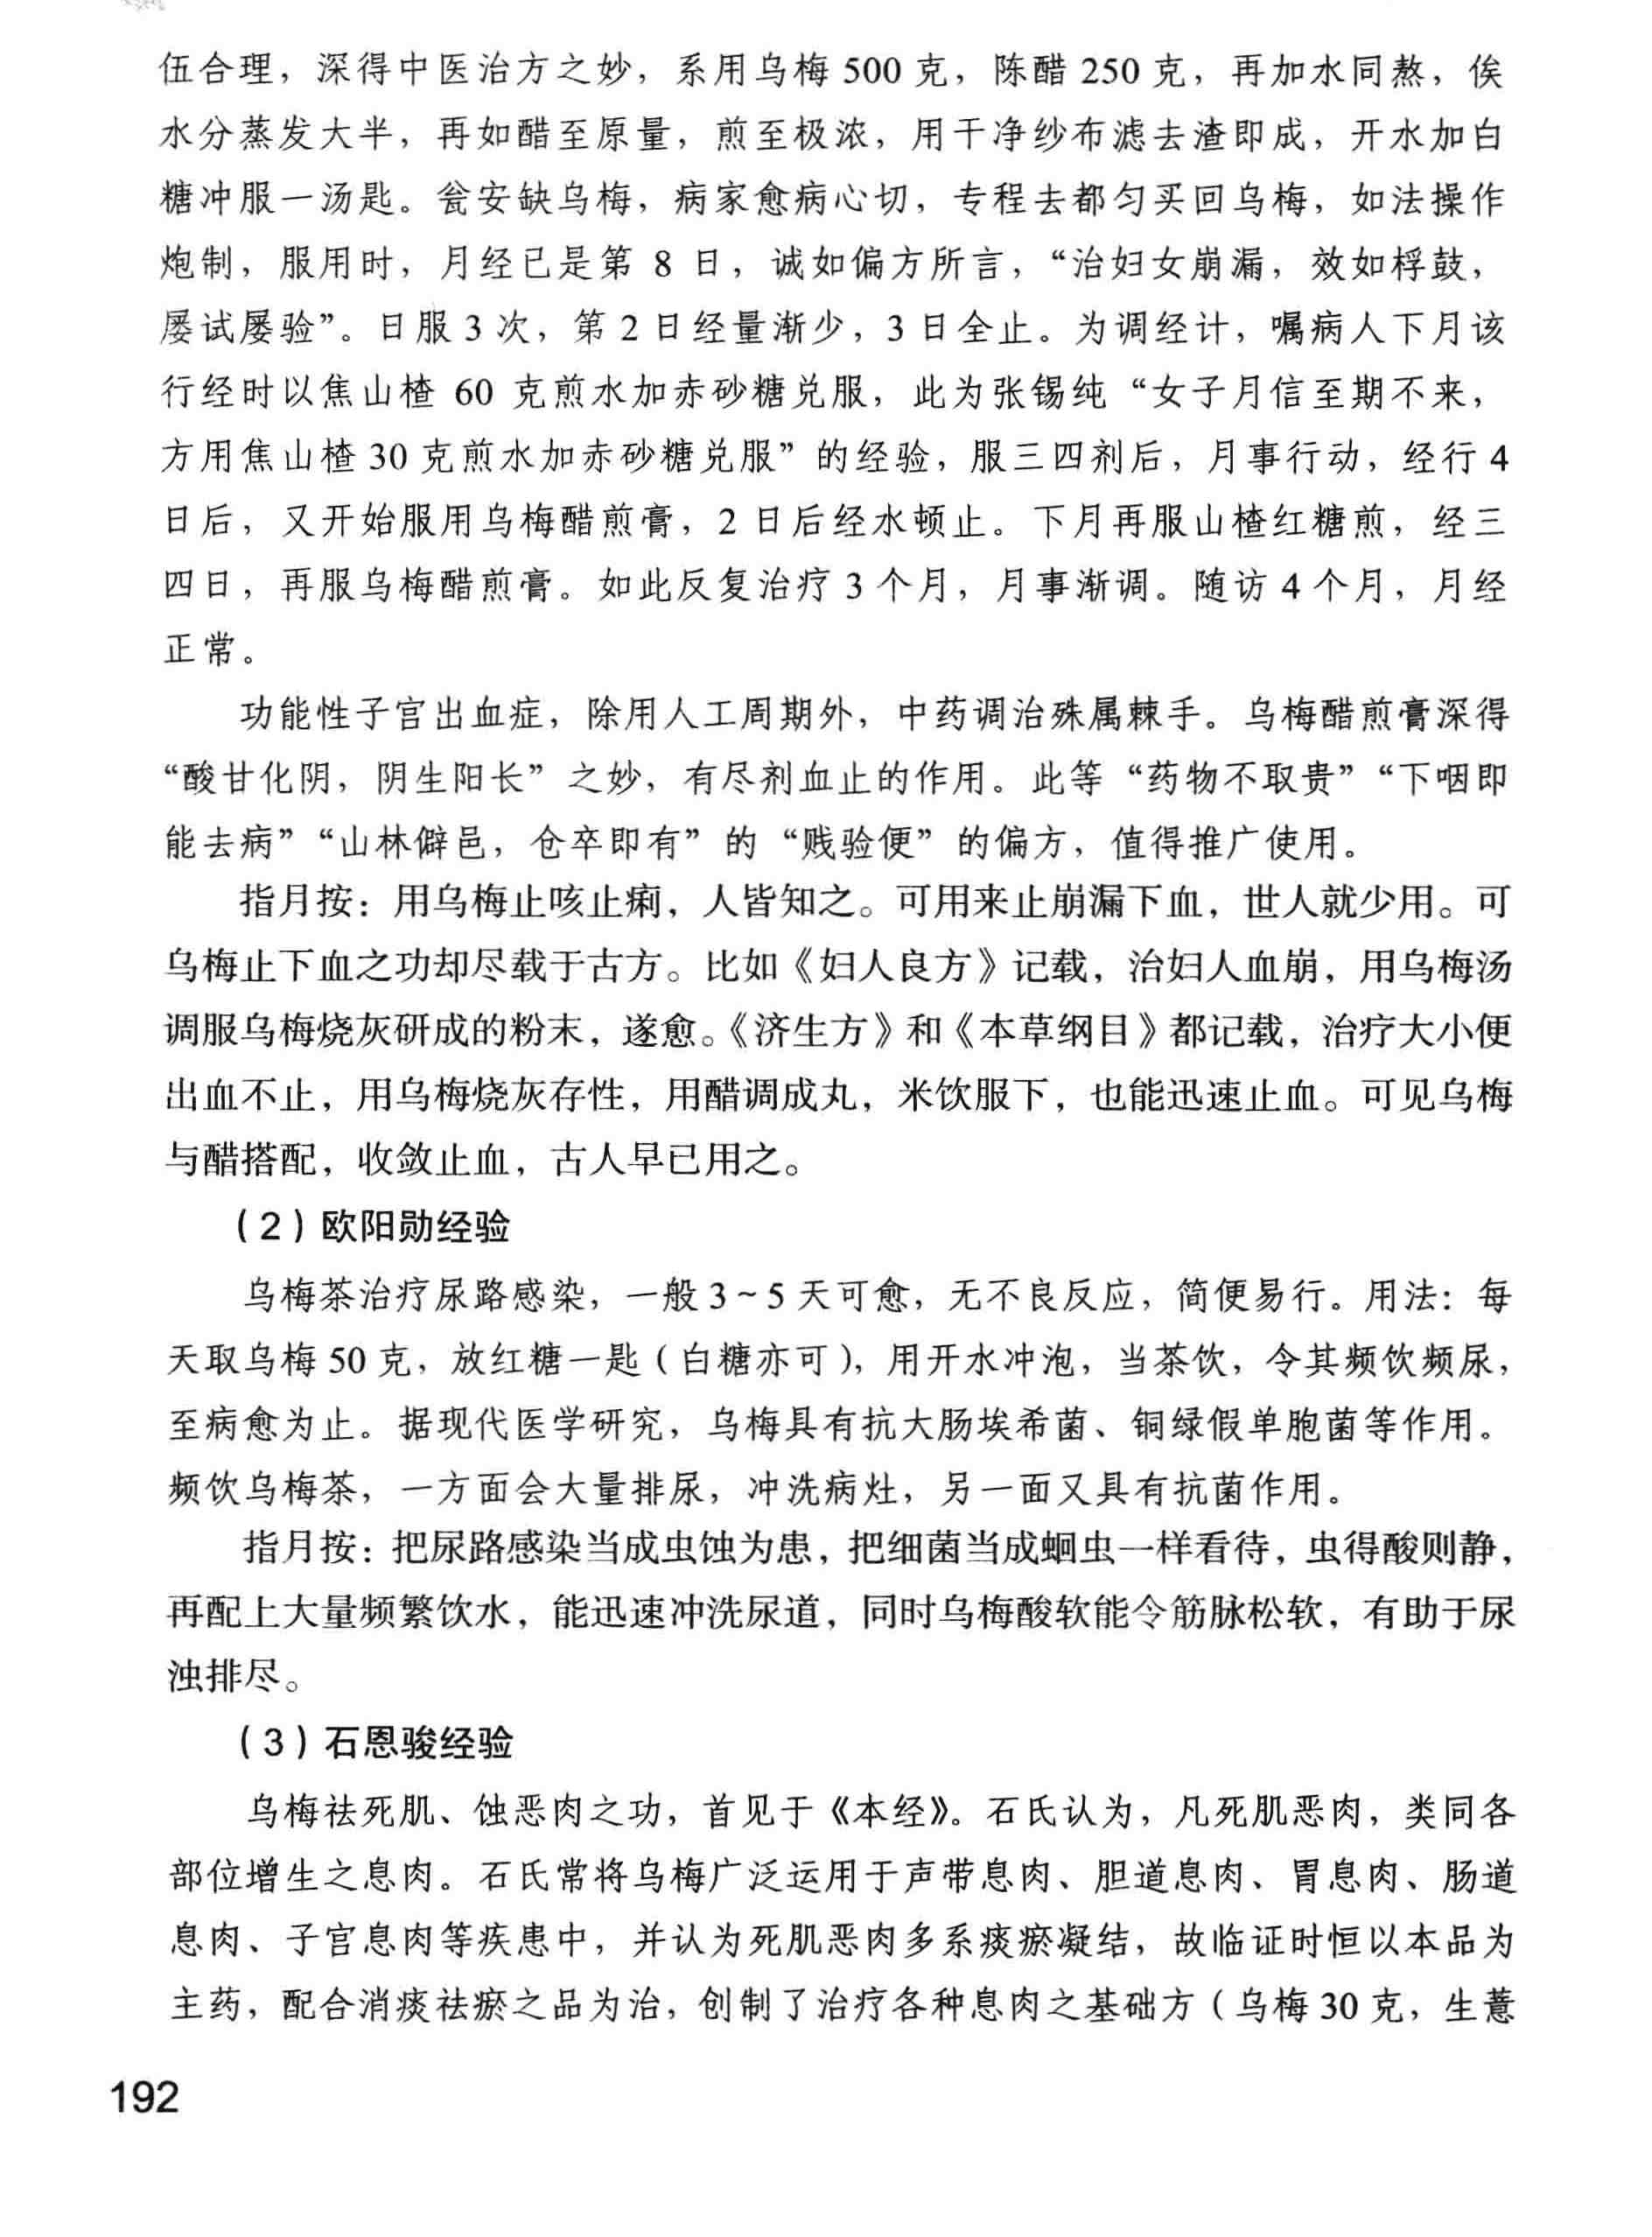 伍合理，深得中医治方之妙，系用乌梅 500 克，陈醋 250 克，再加水同熬，俟
水分蒸发大半，再如醋至原量，煎至极浓，用干净纱布滤去渣即成，开水加白
糖冲服一汤匙。瓮安缺乌梅，病家愈病心切，专程去都匀买回乌梅，如法操作
炮制，服用时，月经已是第 8 日，诚如偏方所言，“治妇女崩漏，效如桴鼓，
屡试屡验”。日服 3 次，第 2 日经量渐少，3 日全止。为调经计，嘱病人下月该
行经时以焦山楂 60 克煎水加赤砂糖兑服，此为张锡纯“女子月信至期不来，
方用焦山楂 30 克煎水加赤砂糖兑服”的经验，服三四剂后，月事行动，经行 4
日后，又开始服用乌梅醋煎膏，2 日后经水顿止。下月再服山楂红糖煎，经三
四日，再服乌梅醋煎膏。如此反复治疗 3 个月，月事渐调。随访 4 个月，月经
正常。
功能性子宫出血症，除用人工周期外，中药调治殊属棘手。乌梅醋煎膏深得
“酸甘化阴，阴生阳长”之妙，有尽剂血止的作用。此等“药物不取贵”“下咽即
能去病”“山林僻邑，仓卒即有”的“贱验便”的偏方，值得推广使用。
指月按：用乌梅止咳止痢，人皆知之。可用来止崩漏下血，世人就少用。可
乌梅止下血之功却尽载于古方。比如《妇人良方》记载，治妇人血崩，用乌梅汤
调服乌梅烧灰研成的粉末，遂愈。《济生方》和《本草纲目》都记载，治疗大小便
出血不止，用乌梅烧灰存性，用醋调成丸，米饮服下，也能迅速止血。可见乌梅
与醋搭配，收敛止血，古人早已用之。
（2）欧阳勋经验
乌梅茶治疗尿路感染，一般 3～5 天可愈，无不良反应，简便易行。用法：每
天取乌梅 50 克，放红糖一匙（白糖亦可），用开水冲泡，当茶饮，令其频饮频尿，
至病愈为止。据现代医学研究，乌梅具有抗大肠埃希菌、铜绿假单胞菌等作用。
频饮乌梅茶，一方面会大量排尿，冲洗病灶，另一面又具有抗菌作用。
指月按：把尿路感染当成虫蚀为患，把细菌当成蛔虫一样看待，虫得酸则静，
再配上大量频繁饮水，能迅速冲洗尿道，同时乌梅酸软能令筋脉松软，有助于尿
浊排尽。
（3）石恩骏经验
乌梅祛死肌、蚀恶肉之功，首见于《本经》。石氏认为，凡死肌恶肉，类同各
部位增生之息肉。石氏常将乌梅广泛运用于声带息肉、胆道息肉、胃息肉、肠道
息肉、子宫息肉等疾患中，并认为死肌恶肉多系痰瘀凝结，故临证时恒以本品为
主药，配合消痰祛瘀之品为治，创制了治疗各种息肉之基础方（乌梅 30 克，生薏
192